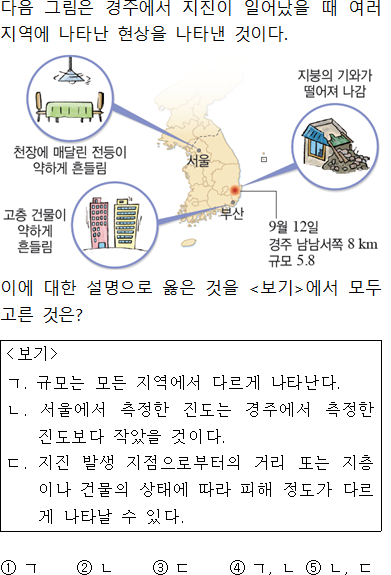 다음 그림은 경주에서 지진이 일어났을 때 여러
지역에 나타난 현상을 나타낸 것이다.
지붕의 기와가
떨어져 나감
천장에 매달린 전등이
약하게 흔들림
서울
고층 건물이
약하게
흔들림
부산
9월 12일
경주 남남서쪽 8 km
규모 5.8
이에 대한 설명으로 옳은 것을 <보기>에서 모두
고른 것은?
<보기>
ㄱ. 규모는 모든 지역에서 다르게 나타난다.
ㄴ. 서울에서 측정한 진도는 경주에서 측정한
진도보다 작았을 것이다.
ㄷ. 지진 발생 지점으로부터의 거리 또는 지층
이나 건물의 상태에 따라 피해 정도가 다르
게 나타날 수 있다.
① ㄱ ② ㄴ ③ ㄷ ④ ㄱ, ㄴ ⑤ ㄴ, ㄷ